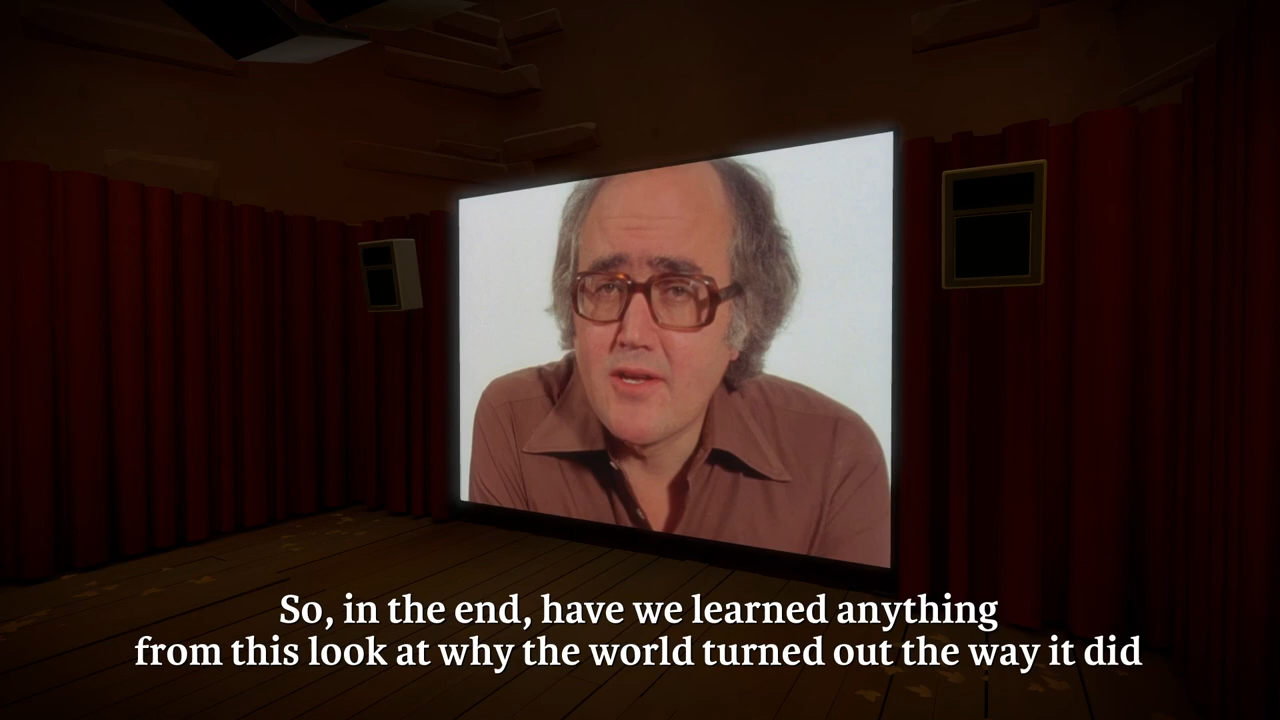 So, in the end, have we learned anything
from this look at why the world turned out the way it did